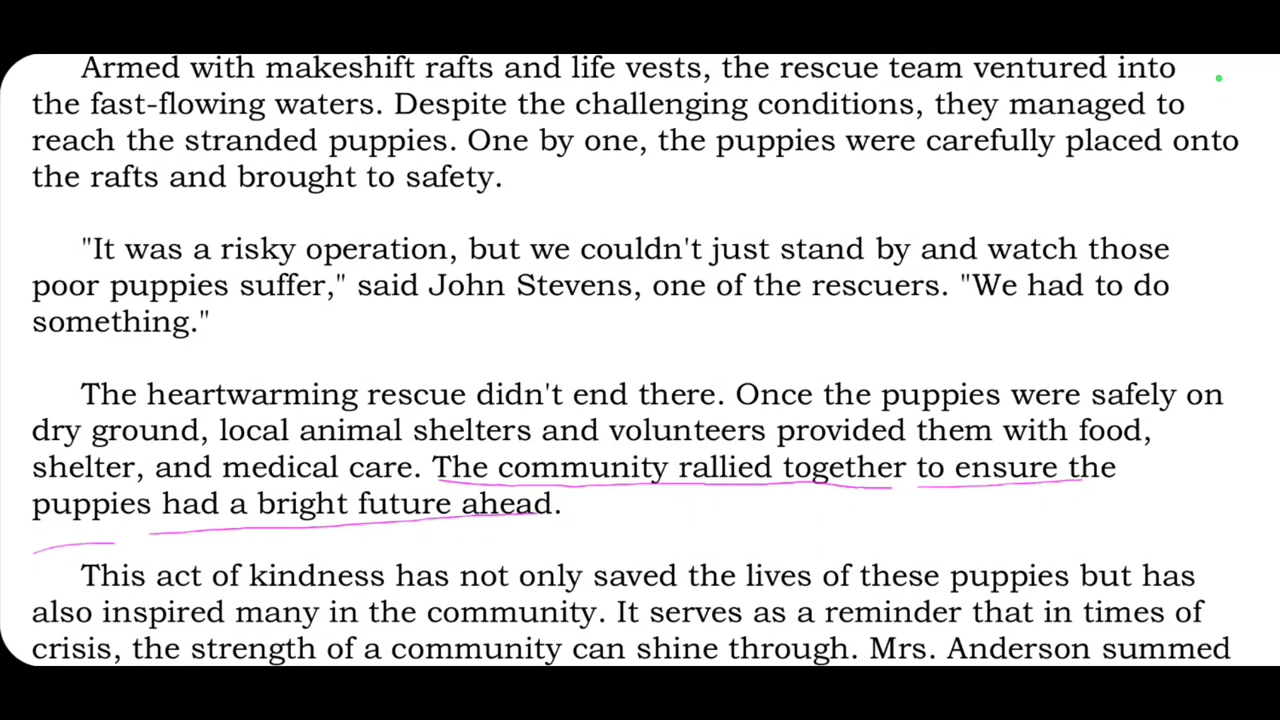 Armed with makeshift rafts and life vests, the rescue team ventured into
the fast-flowing waters. Despite the challenging conditions, they managed to
reach the stranded puppies. One by one, the puppies were carefully placed onto
the rafts and brought to safety.
"It was a risky operation, but we couldn't just stand by and watch those
poor puppies suffer," said John Stevens, one of the rescuers. "We had to do
something."
The heartwarming rescue didn't end there. Once the puppies were safely on
dry ground, local animal shelters and volunteers provided them with food,
shelter, and medical care. The community rallied together to ensure the
puppies had a bright future ahead.
This act of kindness has not only saved the lives of these puppies but has
also inspired many in the community. It serves as a reminder that in times of
crisis, the strength of a community can shine through. Mrs. Anderson summed